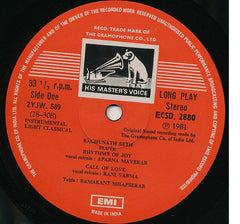 REGD. TRADE MARK OF
THE GRAMOPHONE CO.
HIS MASTER'S VOICE
33 1/3 r.p.m.
Side One
2YJW. 589
(28-308)
INSTRUMENTAL
LIGHT CLASSICAL
LONG PLAY
Stereo
ECSD. 2880
℗ 1981
Original Sound Recording made by
The Gramophone Co. of India Ltd.
RAGHUNATH SETH
FLUTE
RHYTHMS OF JOY
vocal refrain : APARNA MAYEKAR
CALL OF LOVE
vocal refrain : RANI VARMA
Tabla : RAMAKANT MHAPSEKAR
EMI
MADE IN INDIA